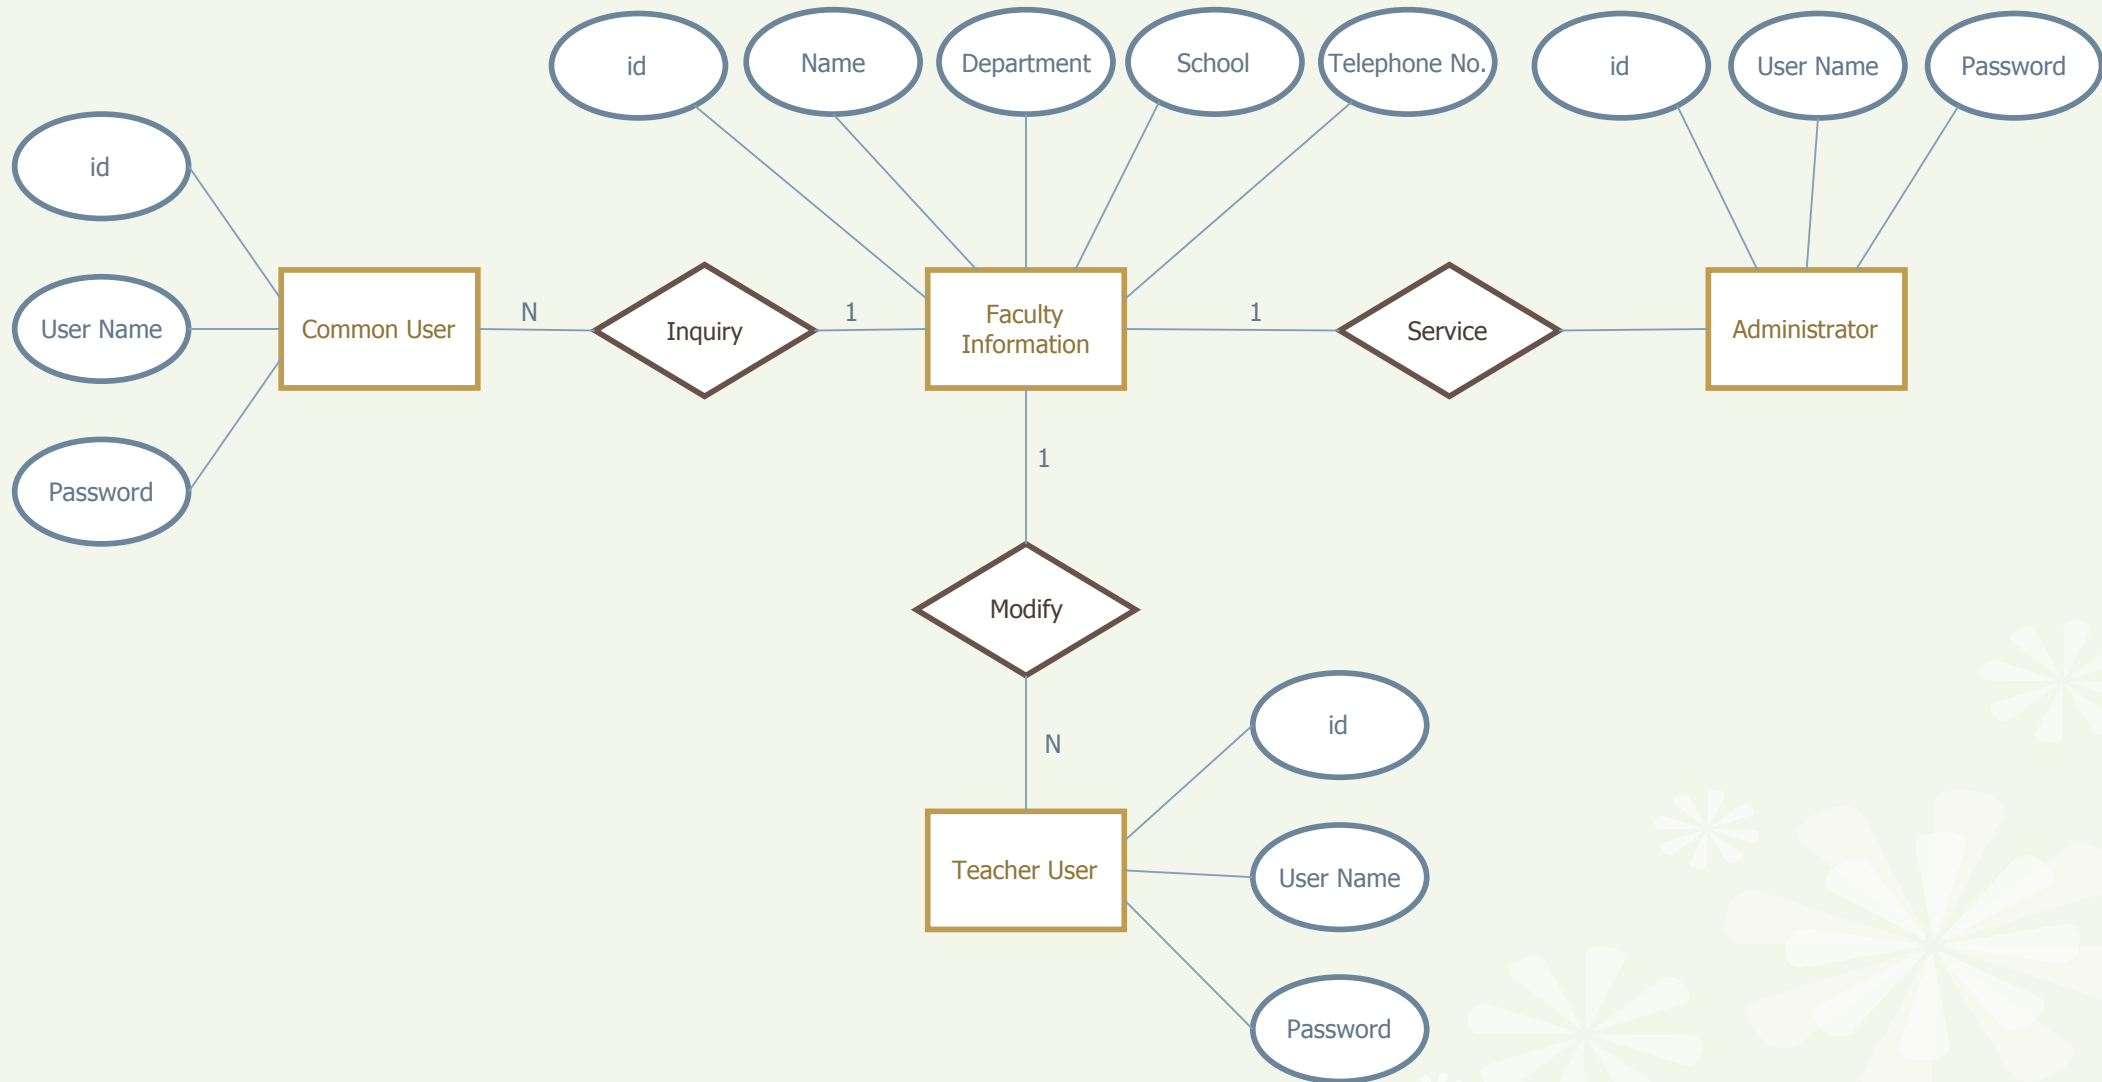 id
Name
Department
School
Telephone No.
id
User Name
Password
id
User Name
Password
Common User
N
Inquiry
1
Faculty
Information
1
Service
Administrator
1
Modify
N
Teacher User
id
User Name
Password